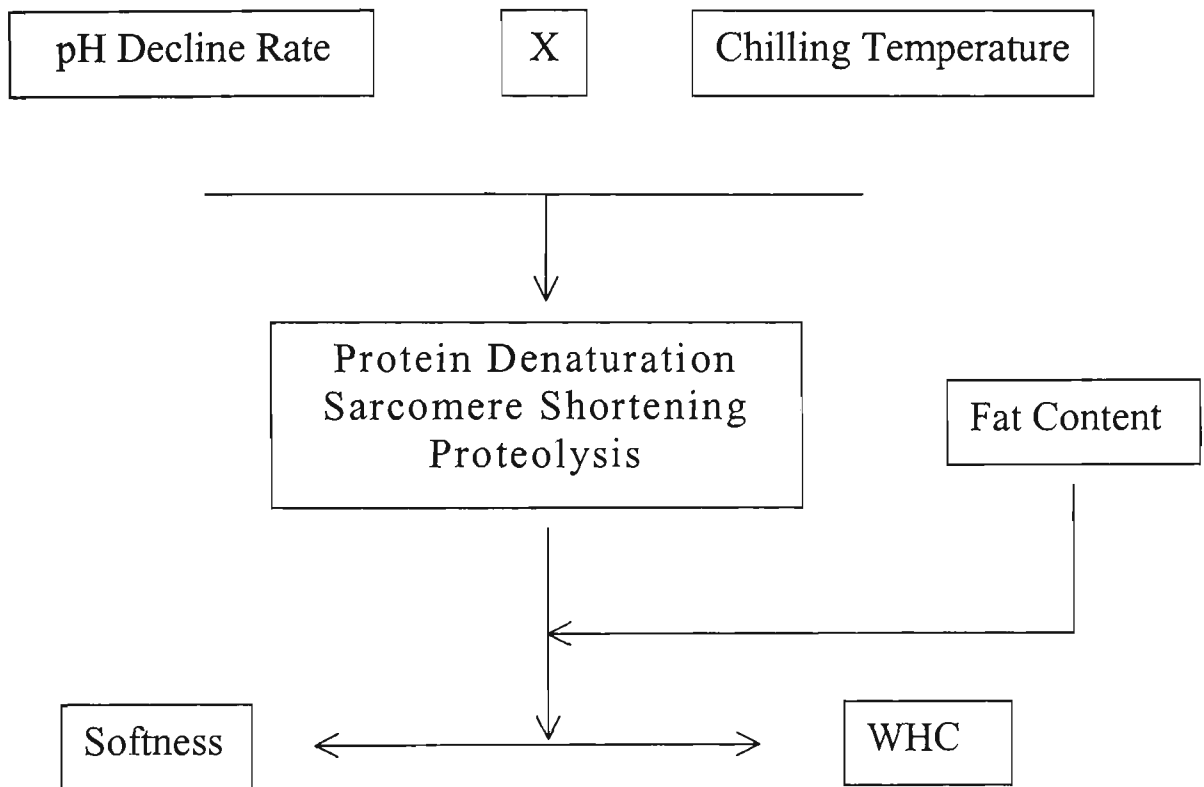 pH Decline Rate
X
Chilling Temperature
Protein Denaturation
Sarcomere Shortening
Proteolysis
Fat Content
Softness
WHC